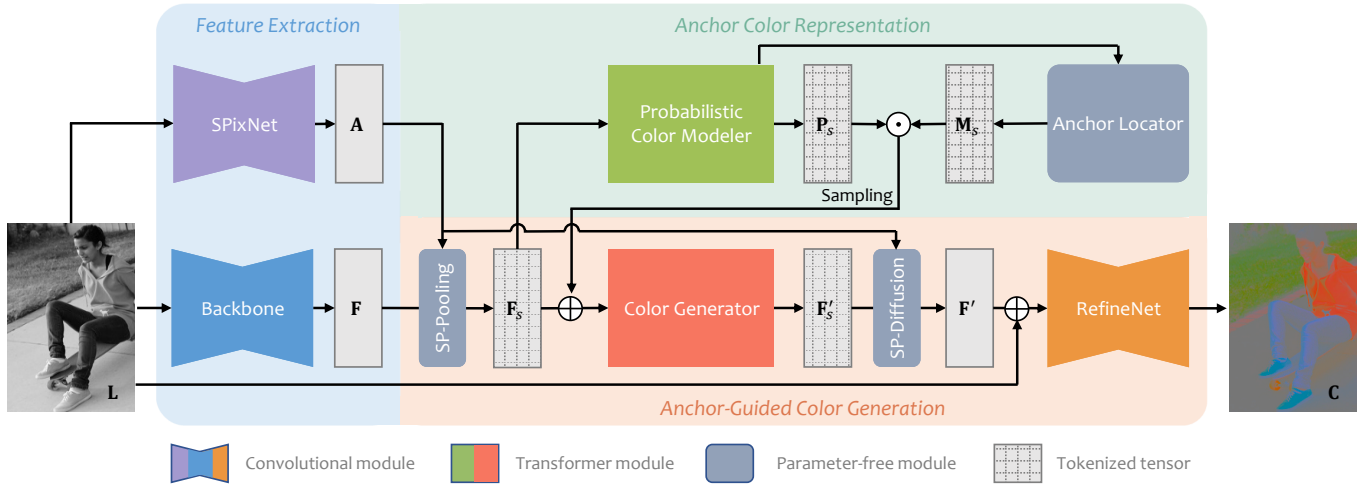 Feature Extraction
Anchor Color Representation
SPixNet
A
Probabilistic
Color Modeler
P_s
M_s
Anchor Locator
Sampling
L
Backbone
F
SP-Pooling
F_s
Color Generator
F'_s
SP-Diffusion
F'
RefineNet
C
Anchor-Guided Color Generation
Convolutional module
Transformer module
Parameter-free module
Tokenized tensor